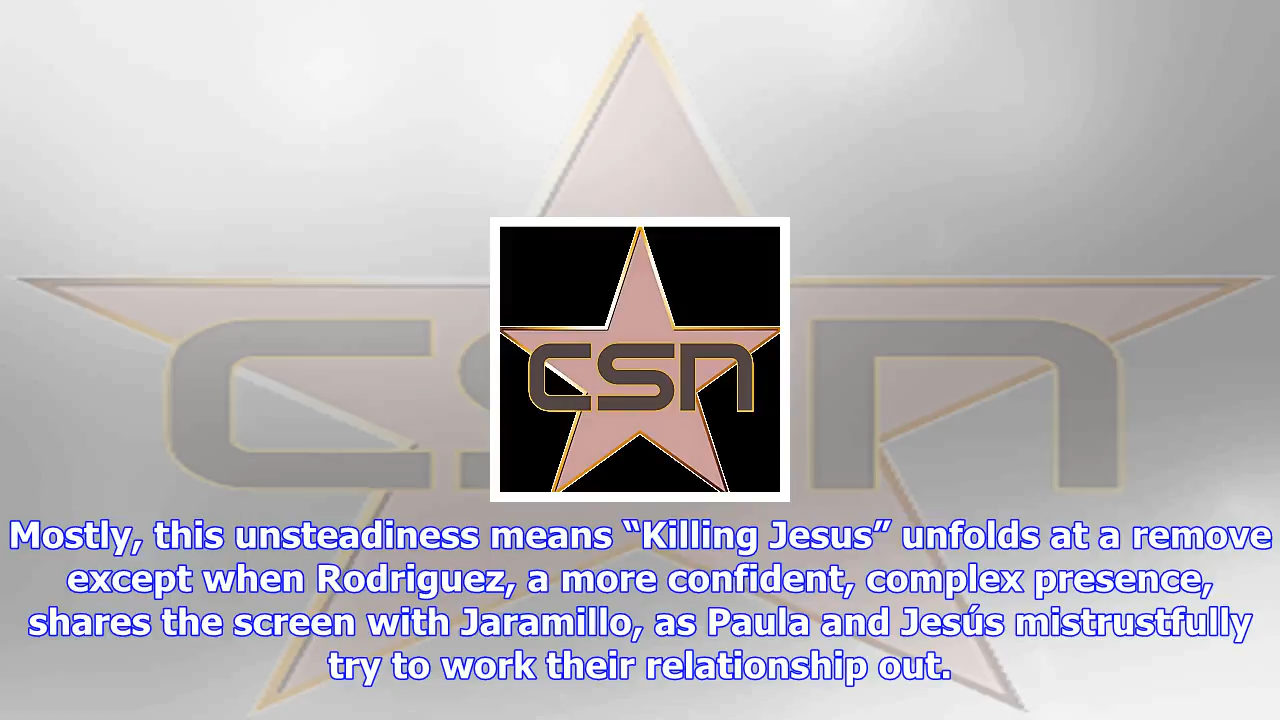 CSN
CSN
Mostly, this unsteadiness means “Killing Jesus” unfolds at a remove
except when Rodriguez, a more confident, complex presence,
shares the screen with Jaramillo, as Paula and Jesús mistrustfully
try to work their relationship out.